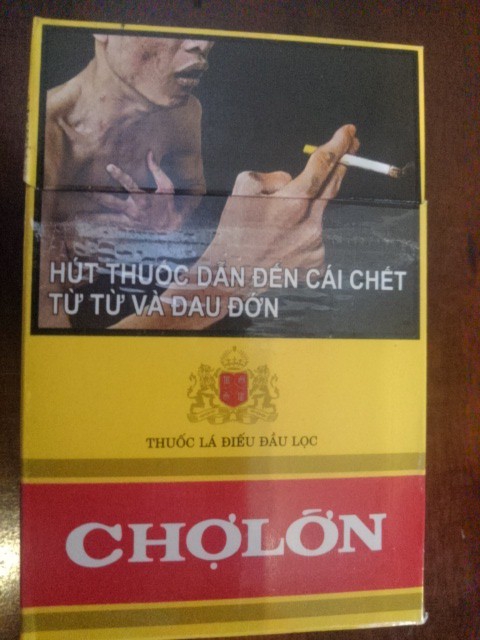 HÚT THUỐC DẪN ĐẾN CÁI CHẾT
TỪ TỪ VÀ ĐAU ĐỚN
THUỐC LÁ ĐIẾU ĐẦU LỌC
CHỢLỚN